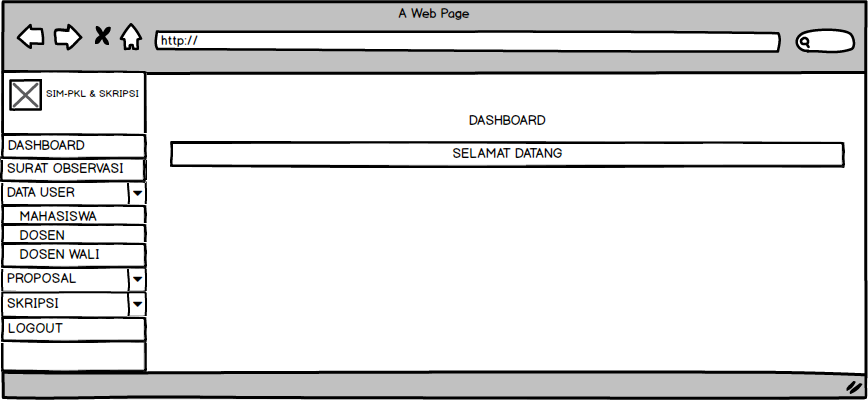 A Web Page
http://
SIM-PKL & SKRIPSI
DASHBOARD
SURAT OBSERVASI
DATA USER
MAHASISWA
DOSEN
DOSEN WALI
PROPOSAL
SKRIPSI
LOGOUT
DASHBOARD
SELAMAT DATANG